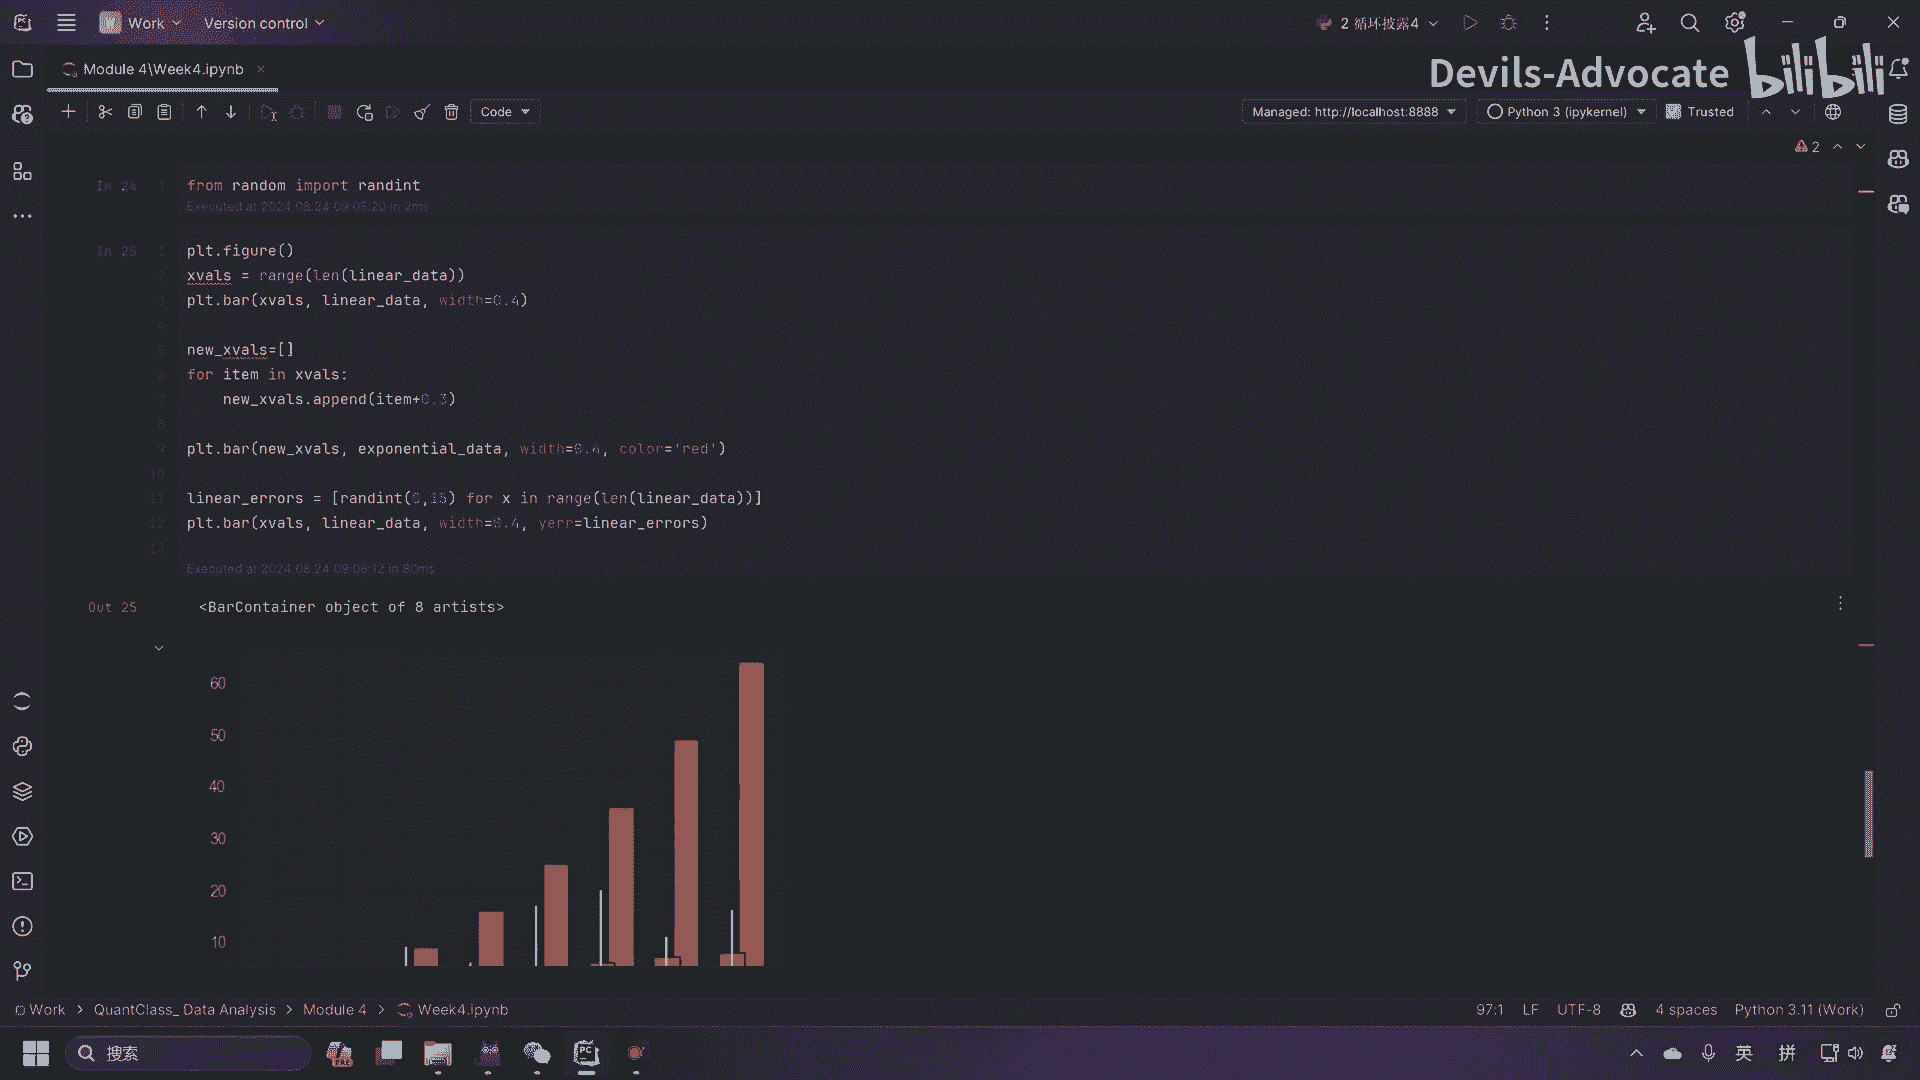 Work
Version control
2 循环披露4
Module 4\Week4.ipynb
Devils-Advocate
bilibili
Code
Managed: http://localhost:8888
Python 3 (ipykernel)
Trusted
2
In 24
1
from random import randint
Executed at 2024.08.24 09:05:20 in 2ms
In 25
1 plt.figure()
2 xvals = range(len(linear_data))
3 plt.bar(xvals, linear_data, width=0.4)
4
5 new_xvals=[]
6 for item in xvals:
7 new_xvals.append(item+0.3)
8
9 plt.bar(new_xvals, exponential_data, width=0.4, color='red')
10
11 linear_errors = [randint(0,15) for x in range(len(linear_data))]
12 plt.bar(xvals, linear_data, width=0.4, yerr=linear_errors)
13
Executed at 2024.08.24 09:06:12 in 80ms
Out 25
<BarContainer object of 8 artists>
60
50
40
30
20
10
Work > QuantClass_ Data Analysis > Module 4 > Week4.ipynb
97:1 LF UTF-8 4 spaces Python 3.11 (Work)
搜索
英
拼